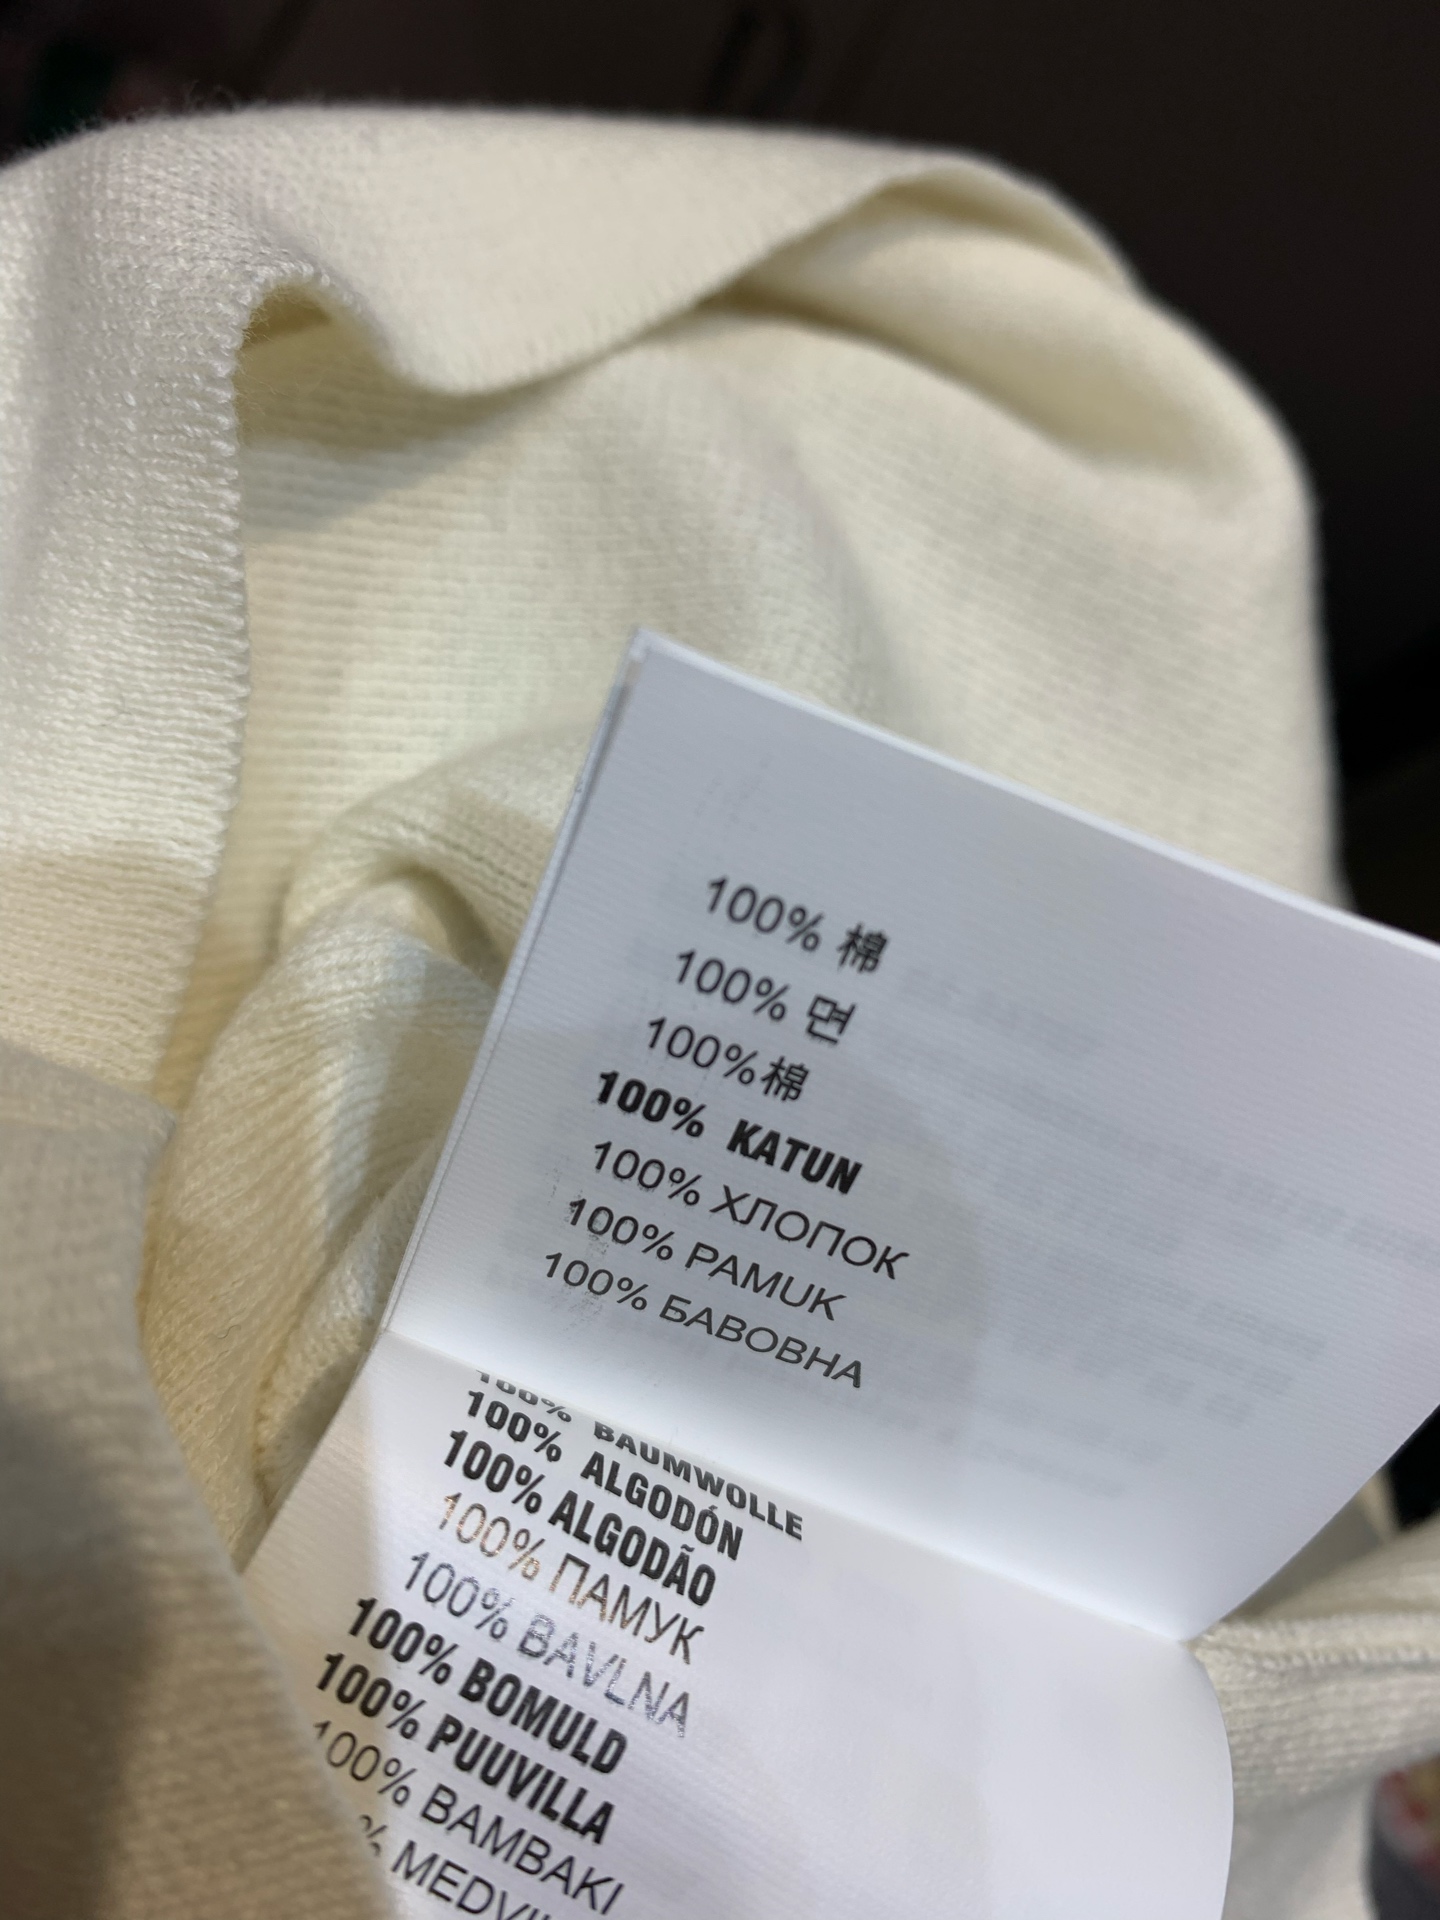 100% 棉
100% 면
100%棉
100% KATUN
100% ХЛОПОК
100% PAMUK
100% БАВОВНА
100% BAUMWOLLE
100% ALGODÓN
100% ALGODÃO
100% ПАМУК
100% BAVLNA
100% BOMULD
100% PUUVILLA
100% BAMBAKI
%